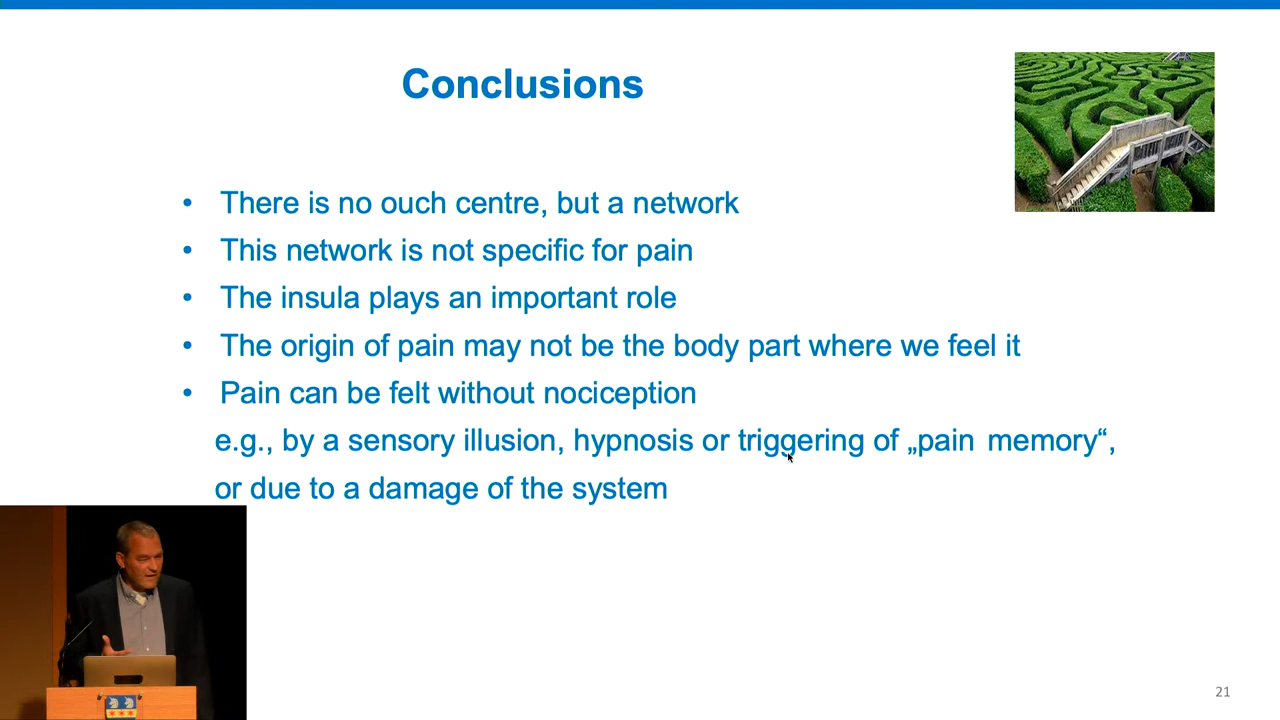 Conclusions
• There is no ouch centre, but a network
• This network is not specific for pain
• The insula plays an important role
• The origin of pain may not be the body part where we feel it
• Pain can be felt without nociception
e.g., by a sensory illusion, hypnosis or triggering of „pain memory“,
or due to a damage of the system
21